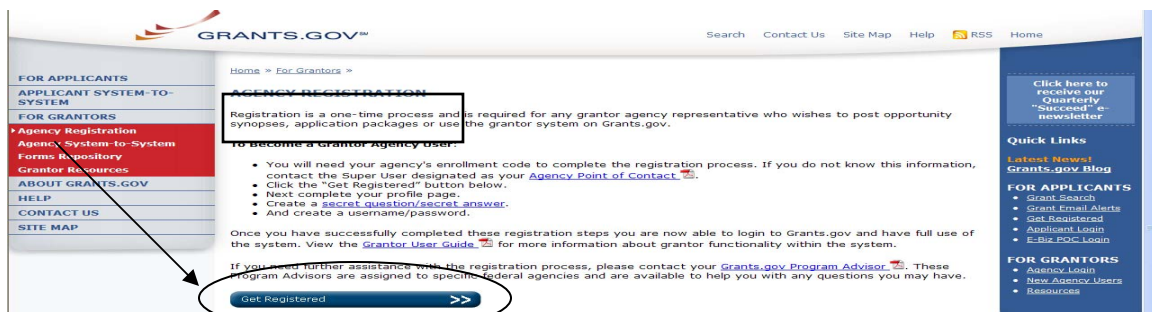 GRANTS.GOV℠
Search Contact Us Site Map Help RSS Home
FOR APPLICANTS
APPLICANT SYSTEM-TO-
SYSTEM
FOR GRANTORS
Agency Registration
Agency System-to-System
Forms Repository
Grantor Resources
ABOUT GRANTS.GOV
HELP
CONTACT US
SITE MAP
Home » For Grantors »
AGENCY REGISTRATION
Registration is a one-time process and is required for any grantor agency representative who wishes to post opportunity
synopses, application packages or use the grantor system on Grants.gov.
To Become a Grantor Agency User:
• You will need your agency's enrollment code to complete the registration process. If you do not know this information,
contact the Super User designated as your Agency Point of Contact.
• Click the "Get Registered" button below.
• Next complete your profile page.
• Create a secret question/secret answer.
• And create a username/password.
Once you have successfully completed these registration steps you are now able to login to Grants.gov and have full use of
the system. View the Grantor User Guide for more information about grantor functionality within the system.
If you need further assistance with the registration process, please contact your Grants.gov Program Advisor. These
Program Advisors are assigned to specific federal agencies and are available to help you with any questions you may have.
Get Registered >>
Click here to
receive our
Quarterly
"Succeed" e-
newsletter
Quick Links
Latest News!
Grants.gov Blog
FOR APPLICANTS
• Grant Search
• Grant Email Alerts
• Get Registered
• Applicant Login
• E-Biz POC Login
FOR GRANTORS
• Agency Login
• New Agency Users
• Resources